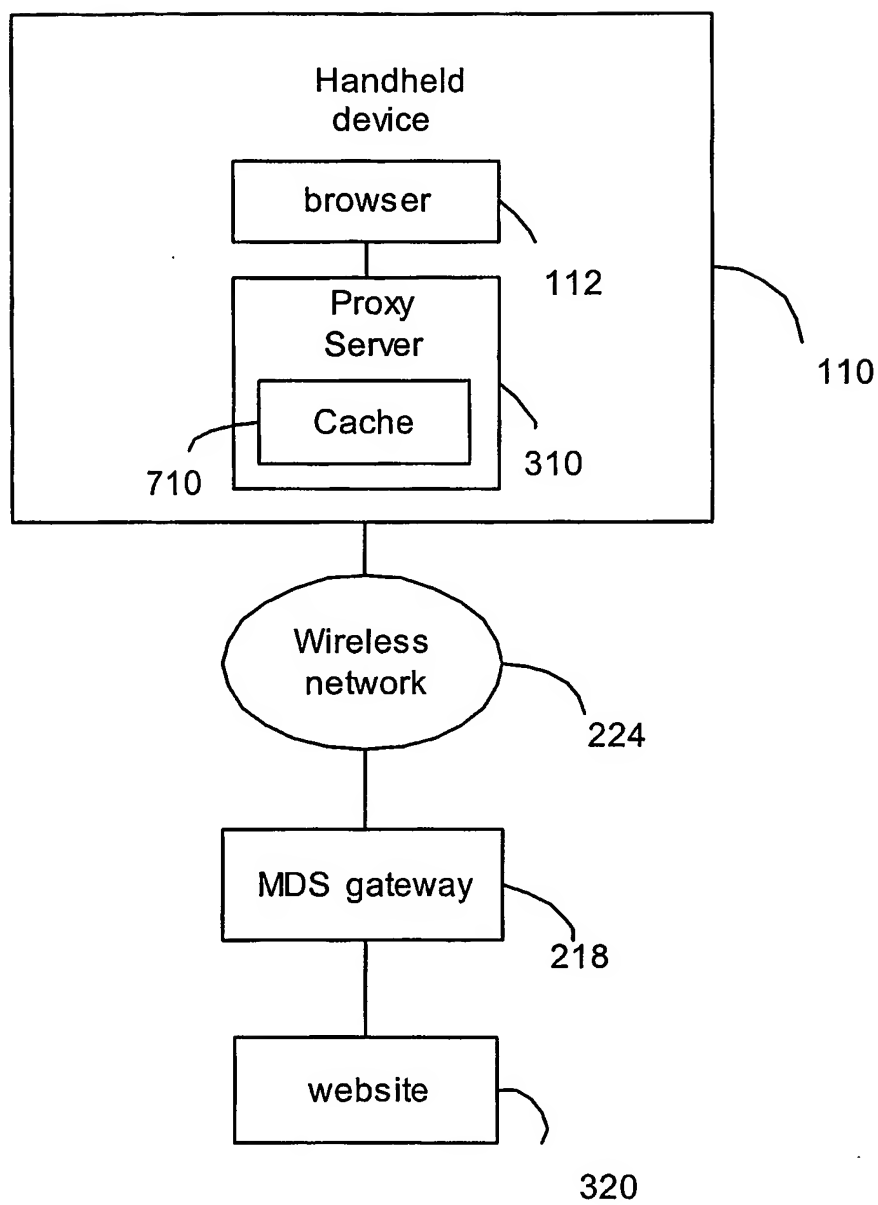 Handheld
device
browser
112
Proxy
Server
110
Cache
310
710
Wireless
network
224
MDS gateway
218
website
320